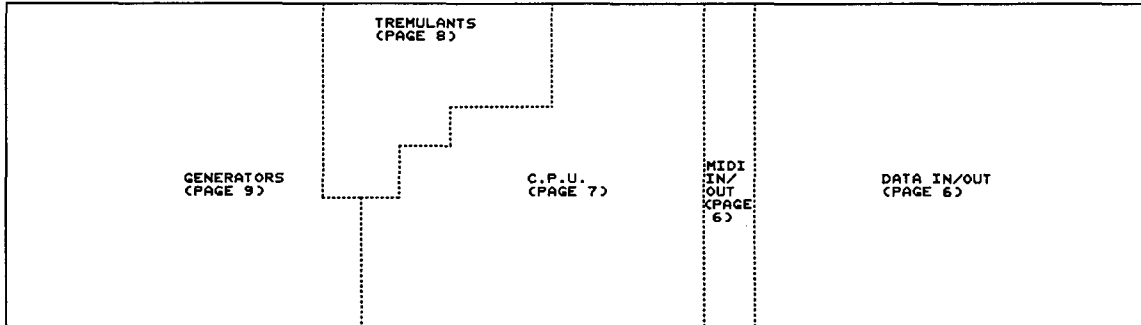 TREMULANTS
(PAGE 8)
GENERATORS
(PAGE 9)
C.P.U.
(PAGE 7)
MIDI
IN/
OUT
(PAGE
6)
DATA IN/OUT
(PAGE 6)